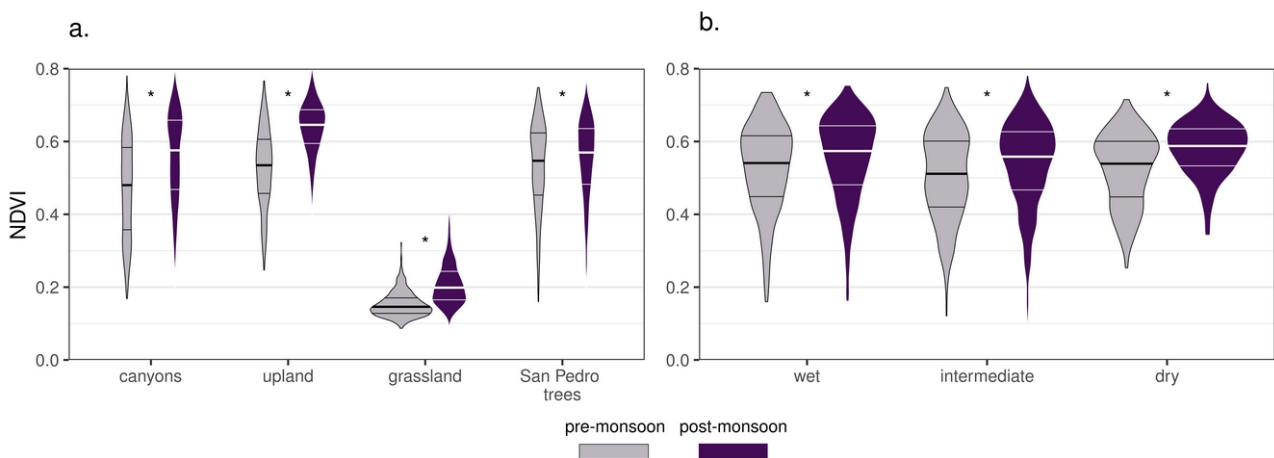 a.
b.
NDVI
0.8
0.6
0.4
0.2
0.0
* * * *
canyons upland grassland San Pedro
trees
0.8
0.6
0.4
0.2
0.0
* * *
wet intermediate dry
pre-monsoon post-monsoon